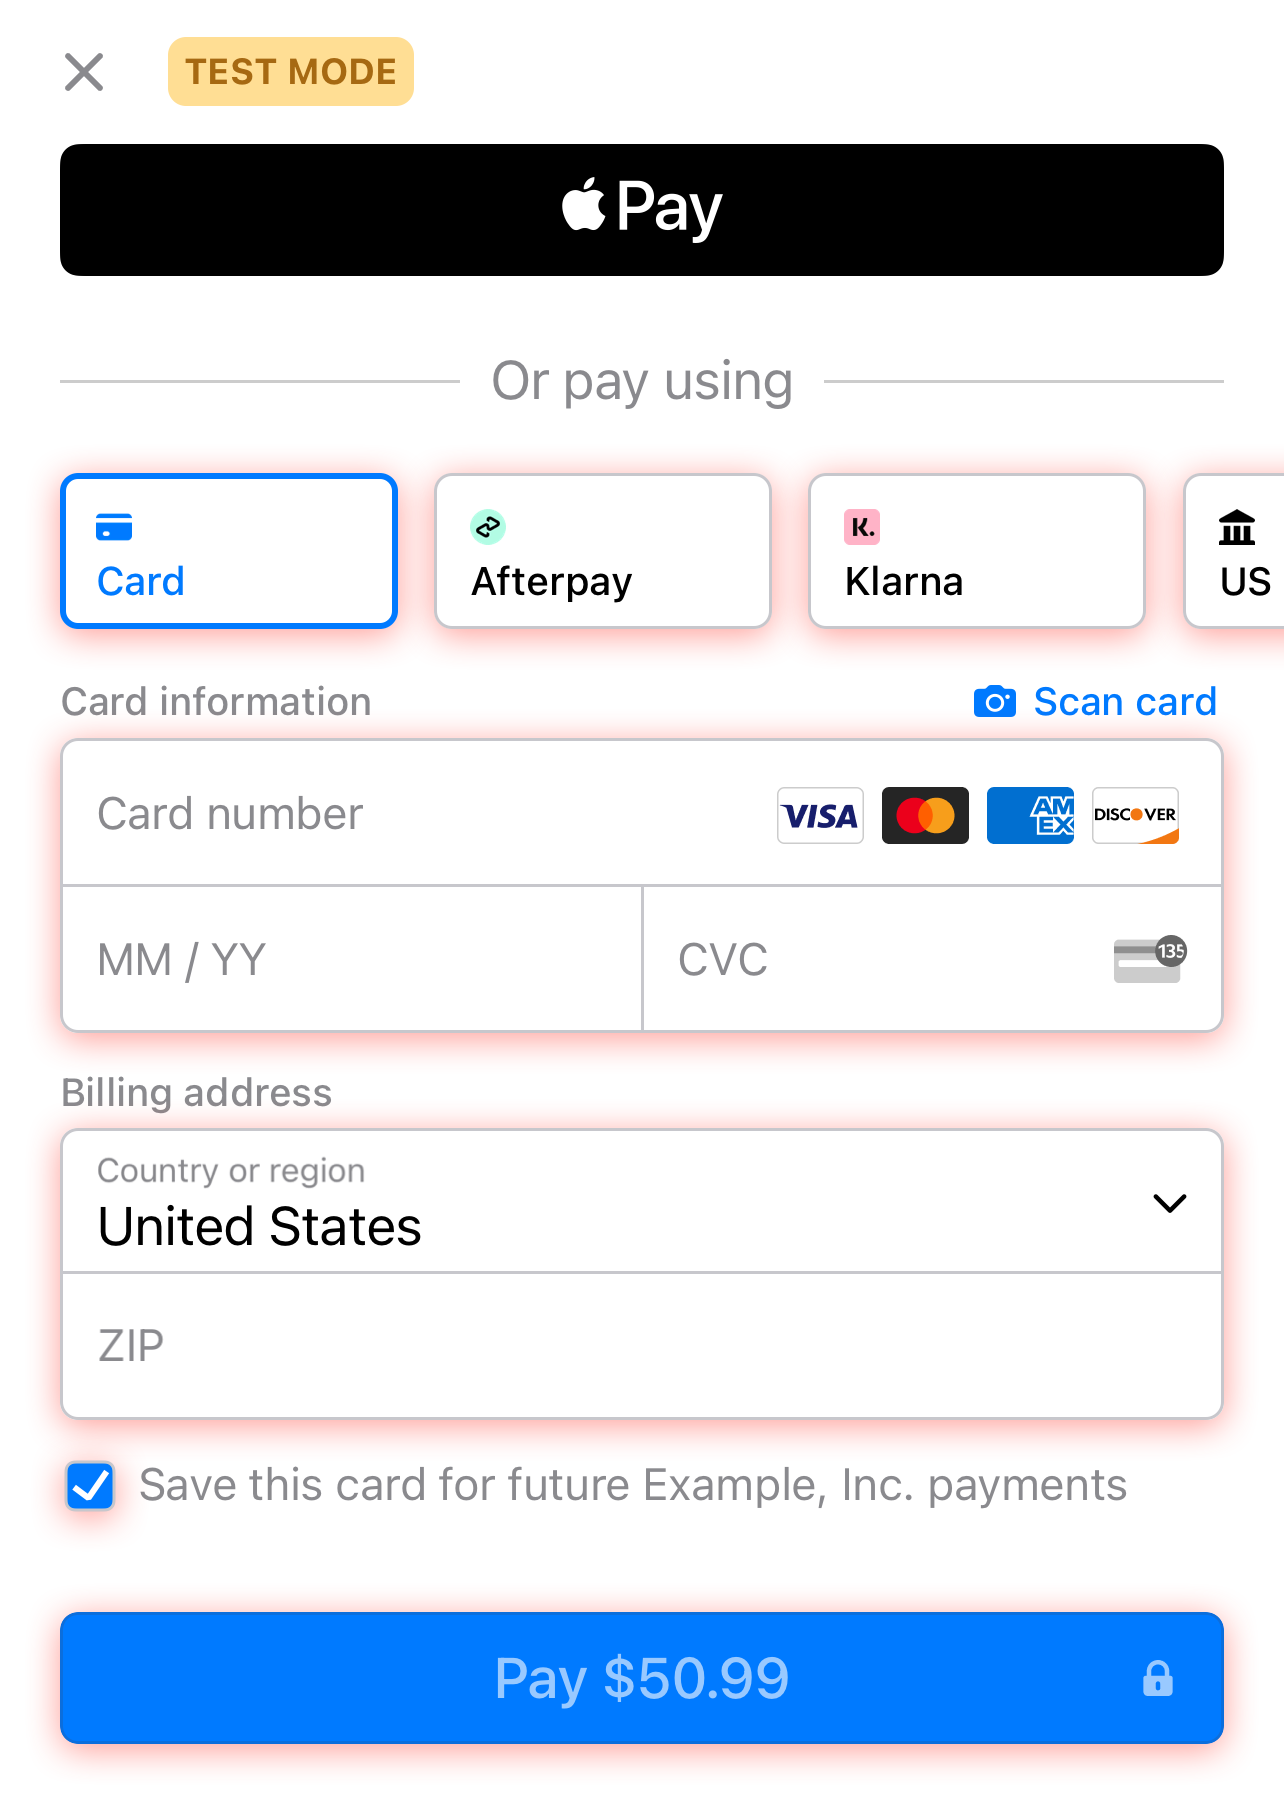 TEST MODE
Pay
Or pay using
Card
Afterpay
K.
Klarna
US
Card information
Scan card
Card number
VISA
AM
EX
DISCOVER
MM / YY
CVC
135
Billing address
Country or region
United States
ZIP
Save this card for future Example, Inc. payments
Pay $50.99